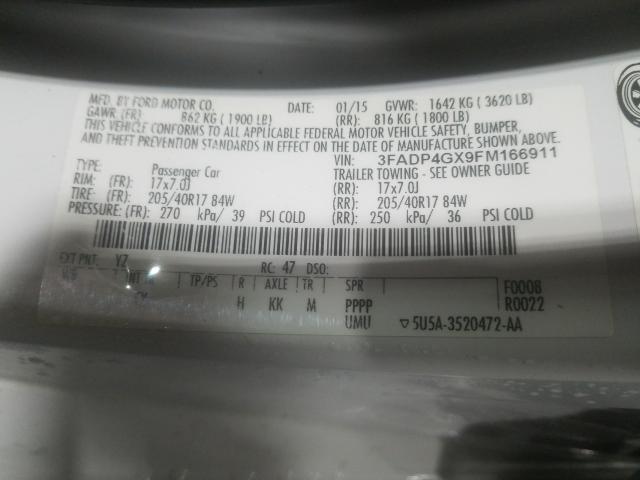 MFD. BY FORD MOTOR CO. DATE: 01/15 GVWR: 1642 KG ( 3620 LB)
GAWR: (FR): 862 KG ( 1900 LB) (RR): 816 KG ( 1800 LB)
THIS VEHICLE CONFORMS TO ALL APPLICABLE FEDERAL MOTOR VEHICLE SAFETY, BUMPER,
AND THEFT PREVENTION STANDARDS IN EFFECT ON THE DATE OF MANUFACTURE SHOWN ABOVE.
VIN: 3FADP4GX9FM166911
TYPE: Passenger Car TRAILER TOWING - SEE OWNER GUIDE
RIM: (FR): 17x7.0J (RR): 17x7.0J
TIRE: (FR): 205/40R17 84W (RR): 205/40R17 84W
PRESSURE: (FR): 270 kPa/ 39 PSI COLD (RR): 250 kPa/ 36 PSI COLD
EXT PNT: YZ RC: 47 DSO:
WB INT TR TP/PS R AXLE TR SPR F0008
H KK M PPPP R0022
UMU ▽ 5U5A-3520472-AA